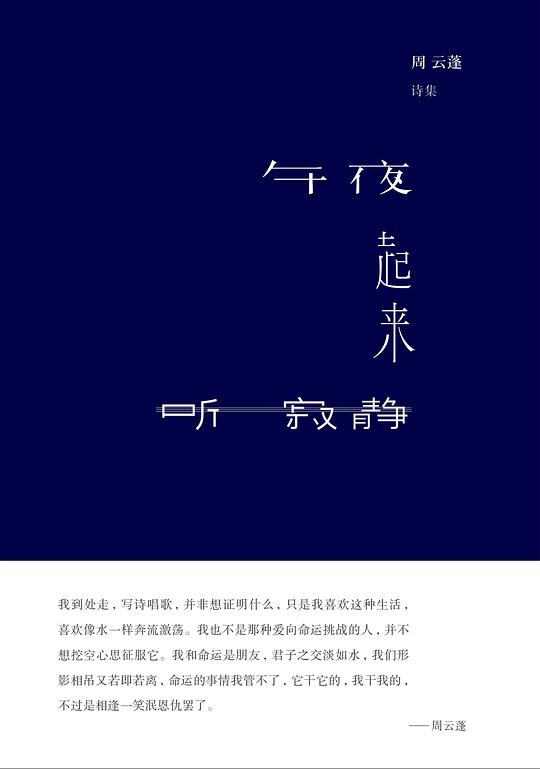 周 云蓬
诗集
午夜
起
来
听 寂静
我到处走，写诗唱歌，并非想证明什么，只是我喜欢这种生活，
喜欢像水一样奔流激荡。我也不是那种爱向命运挑战的人，并不
想挖空心思征服它。我和命运是朋友，君子之交淡如水，我们形
影相吊又若即若离，命运的事情我管不了，它干它的，我干我的，
不过是相逢一笑泯恩仇罢了。
——周云蓬